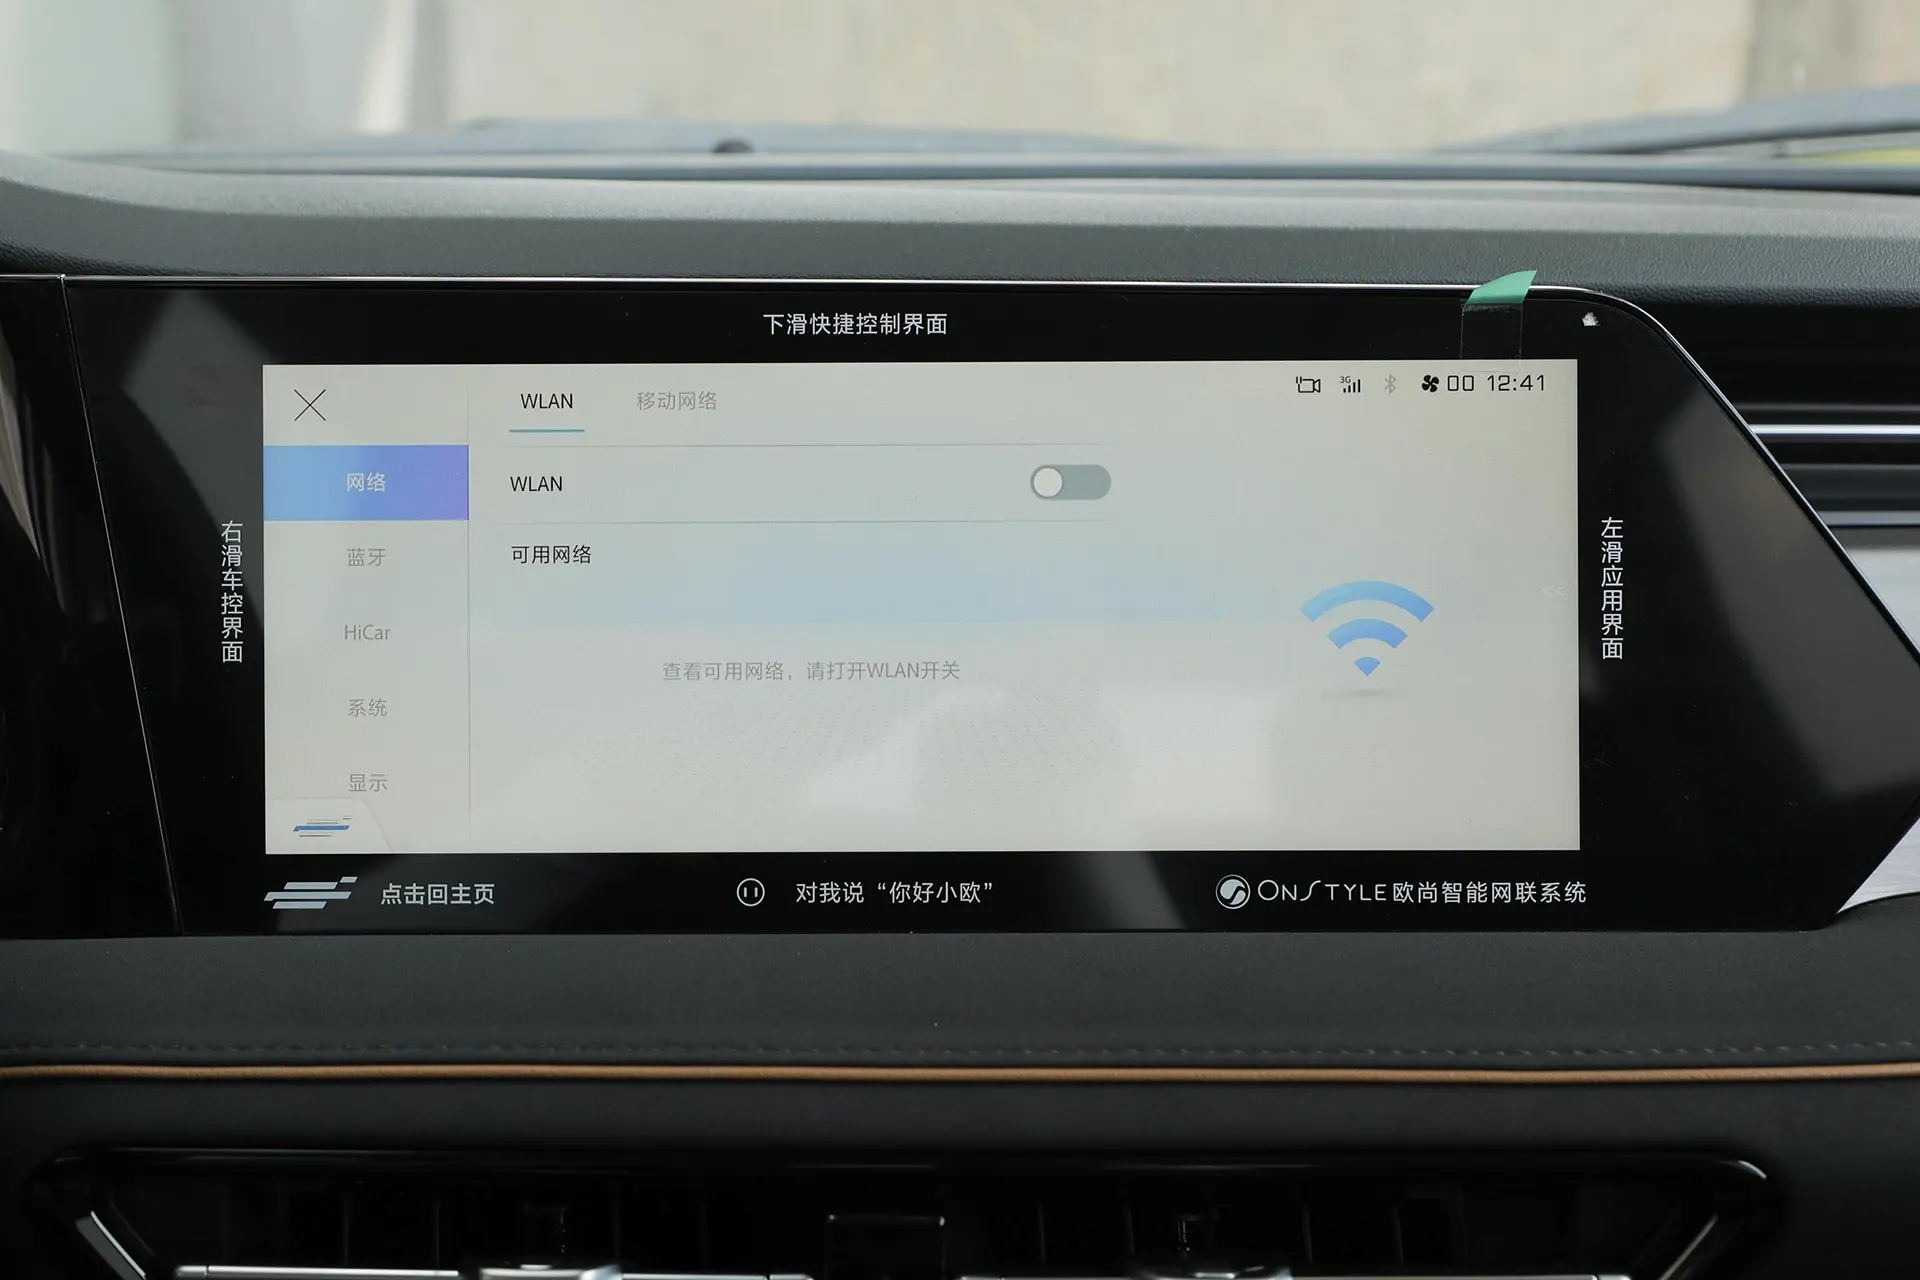 下滑快捷控制界面
WLAN 移动网络
3G 00 12:41
网络
WLAN
可用网络
蓝牙
HiCar
查看可用网络，请打开WLAN开关
系统
显示
右滑车控界面
左滑应用界面
点击回主页
对我说“你好小欧”
ONSTYLE欧尚智能网联系统